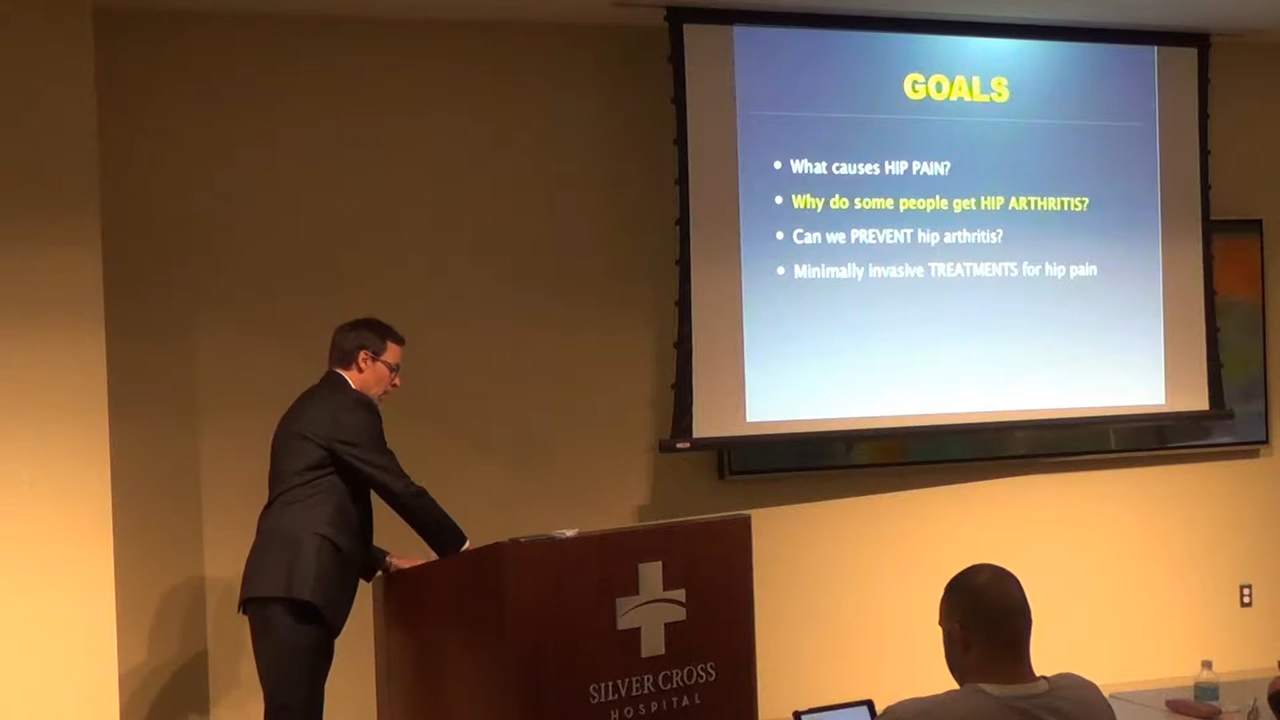 GOALS
What causes HIP PAIN?
Why do some people get HIP ARTHRITIS?
Can we PREVENT hip arthritis?
Minimally invasive TREATMENTS for hip pain
SILVER CROSS
HOSPITAL